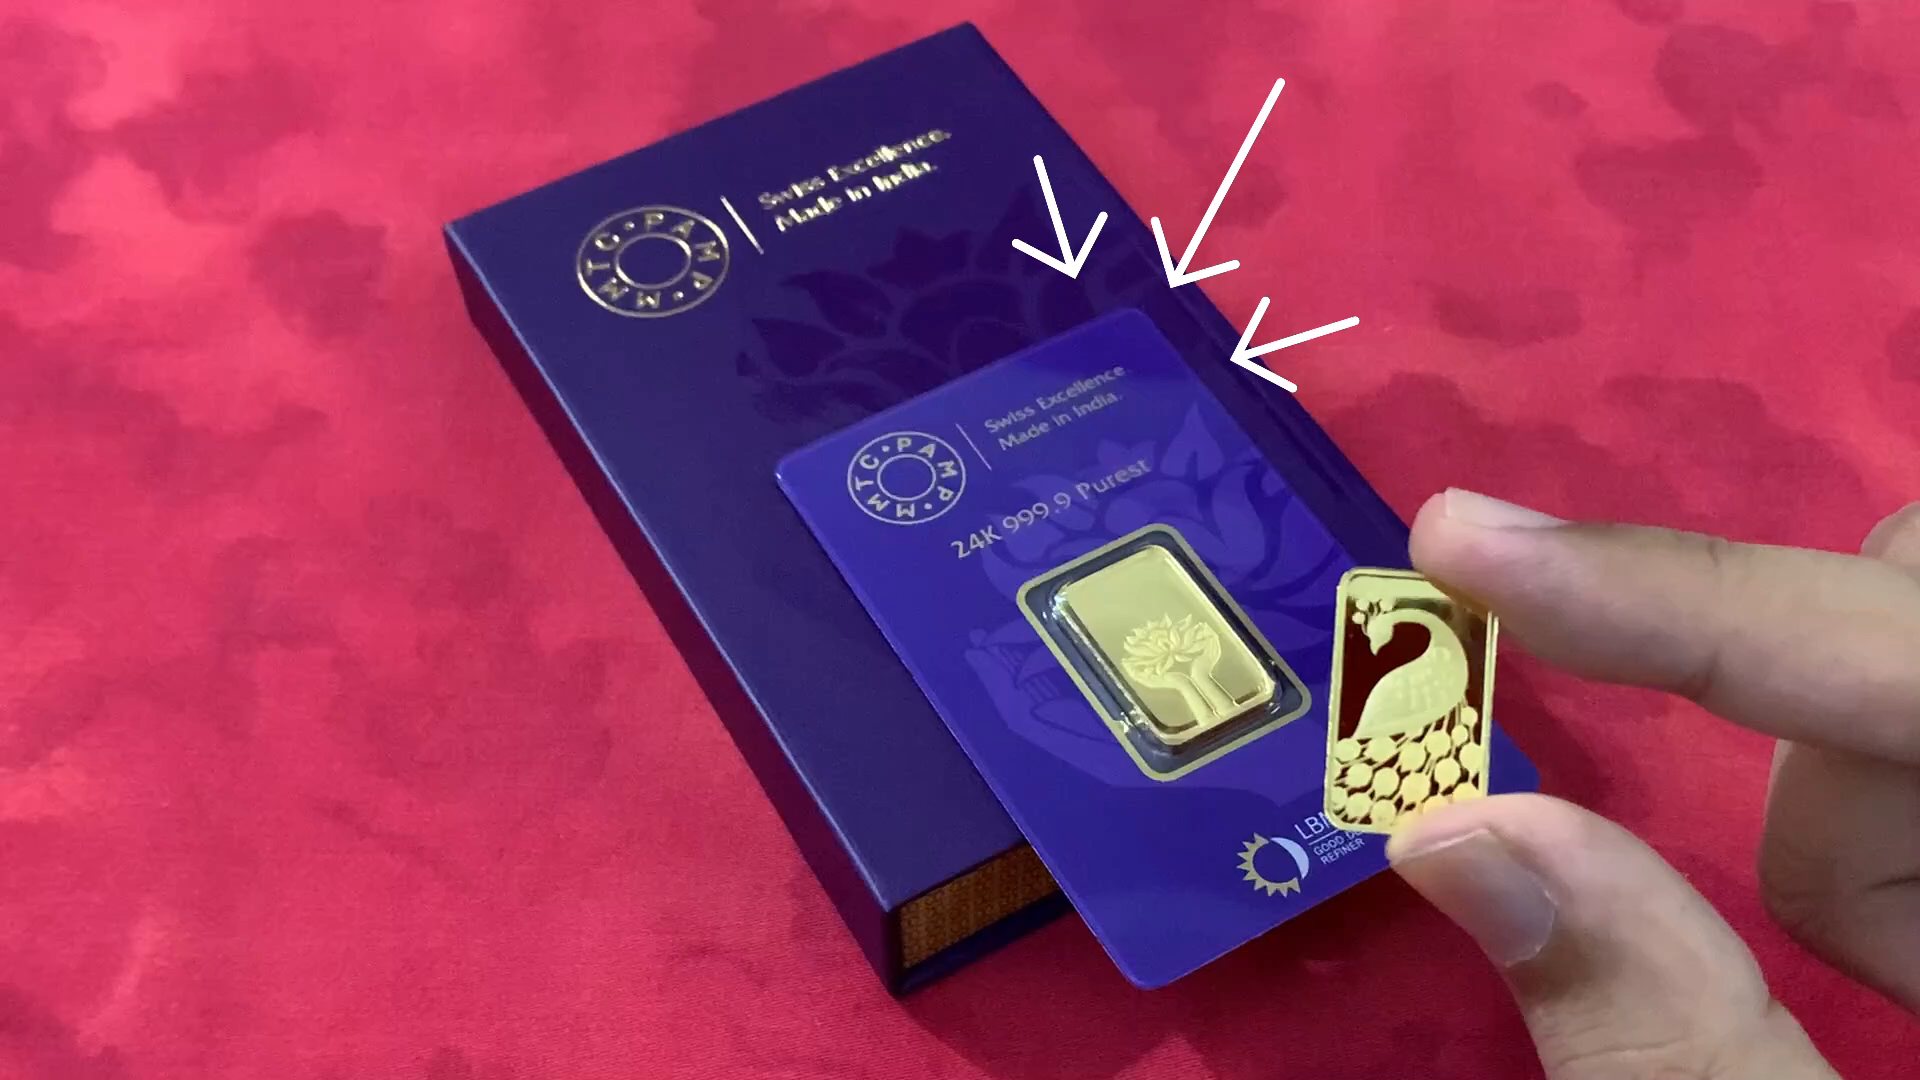 MMTC·PAMP·
Swiss Excellence.
Made in India.
MMTC·PAMP·
Swiss Excellence.
Made in India.
24K 999.9 Purest
GOOD
REFINER